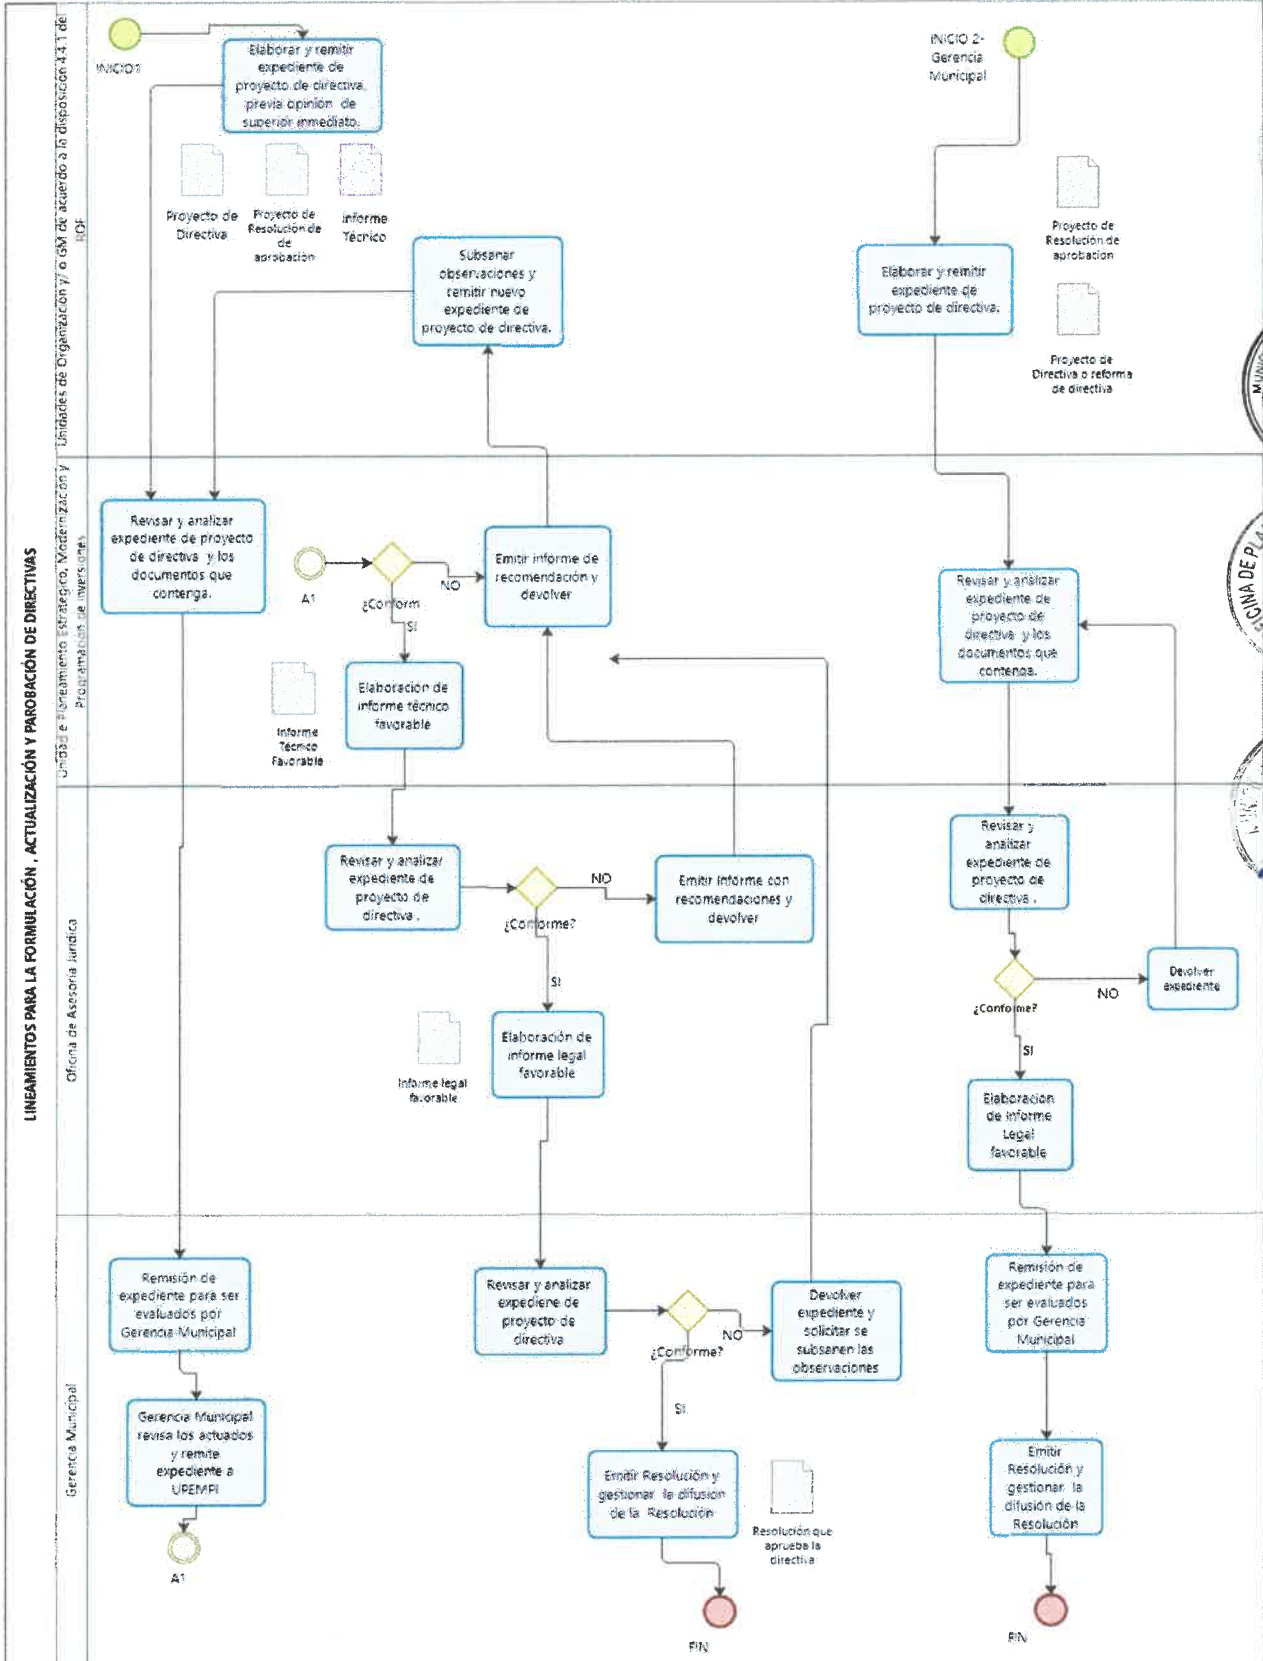 LINEAMIENTOS PARA LA FORMULACIÓN , ACTUALIZACIÓN Y PAROBACIÓN DE DIRECTIVAS
Unidades de Organización y/ o GM de acuerdo a la disposición 4.4.1 del
ROF
INICIO1
Elaborar y remitir
expediente de
proyecto de directiva,
previa opinión de
superior inmediato.
Proyecto de
Directiva
Proyecto de
Resolución de
de
aprobación
Informe
Técnico
Subsanar
observaciones y
remitir nuevo
expediente de
proyecto de directiva.
INICIO 2-
Gerencia
Municipal
Elaborar y remitir
expediente de
proyecto de directiva.
Proyecto de
Resolución de
aprobación
Proyecto de
Directiva o reforma
de directiva
Unidad e Planeamiento Estrategico, Modernización y
Programación de Inversiones
Revisar y analizar
expediente de proyecto
de directiva y los
documentos que
contenga.
A1
¿Conform
NO
SI
Emitir informe de
recomendación y
devolver
Informe
Técnico
Favorable
Elaboración de
informe técnico
favorable
Revisar y analizar
expediente de
proyecto de
directiva y los
documentos que
contenga.
Oficina de Asesoria Juridica
Revisar y analizar
expediente de
proyecto de
directiva .
¿Conforme?
NO
SI
Emitir informe con
recomendaciones y
devolver
Informe legal
favorable
Elaboración de
informe legal
favorable
Revisar y
analizar
expediente de
proyecto de
directiva .
¿Conforme?
NO
SI
Devolver
expediente
Elaboracion
de Informe
Legal
favorable
Gerencia Municipal
Remisión de
expediente para ser
evaluados por
Gerencia Municipal
Gerencia Municipal
revisa los actuados
y remite
expediente a
UPEMPI
A1
Revisar y analizar
expediene de
proyecto de
directiva
¿Conforme?
NO
SI
Devolver
expediente y
solicitar se
subsanen las
observaciones
Emitir Resolución y
gestionar la difusión
de la Resolución
Resolución que
aprueba la
directiva
FIN
Remisión de
expediente para
ser evaluados
por Gerencia
Municipal
Emitir
Resolución y
gestionar la
difusión de la
Resolución
FIN